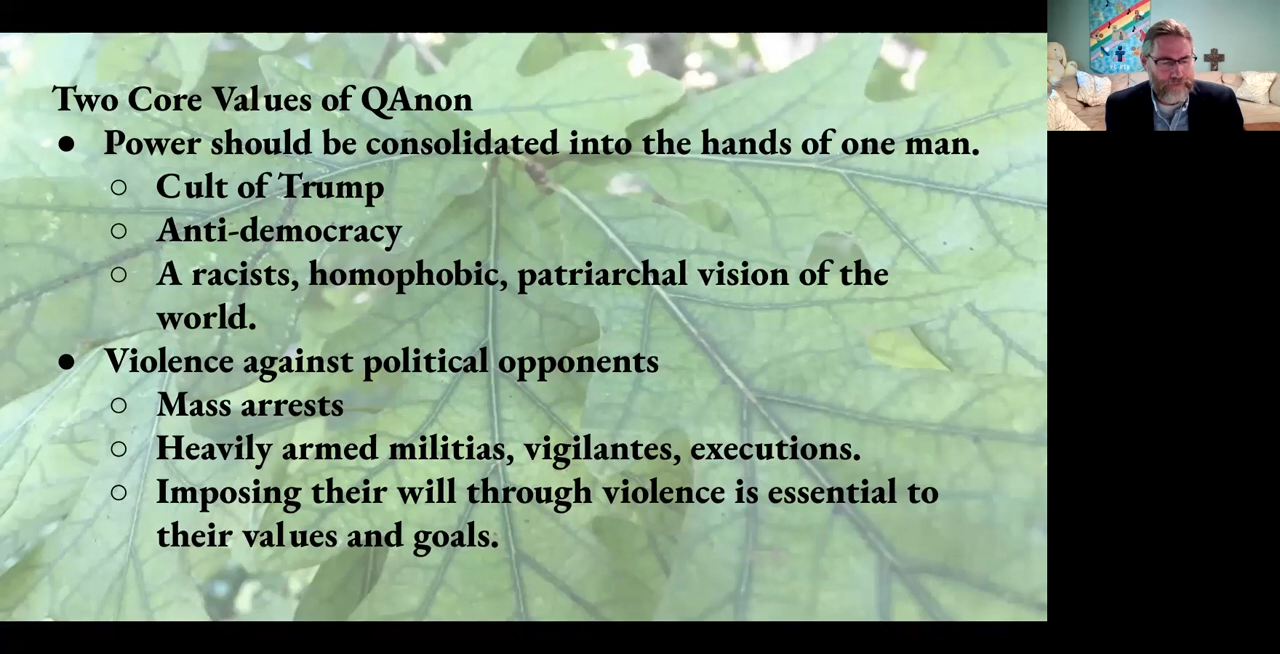 Two Core Values of QAnon
● Power should be consolidated into the hands of one man.
○ Cult of Trump
○ Anti-democracy
○ A racists, homophobic, patriarchal vision of the
world.
● Violence against political opponents
○ Mass arrests
○ Heavily armed militias, vigilantes, executions.
○ Imposing their will through violence is essential to
their values and goals.